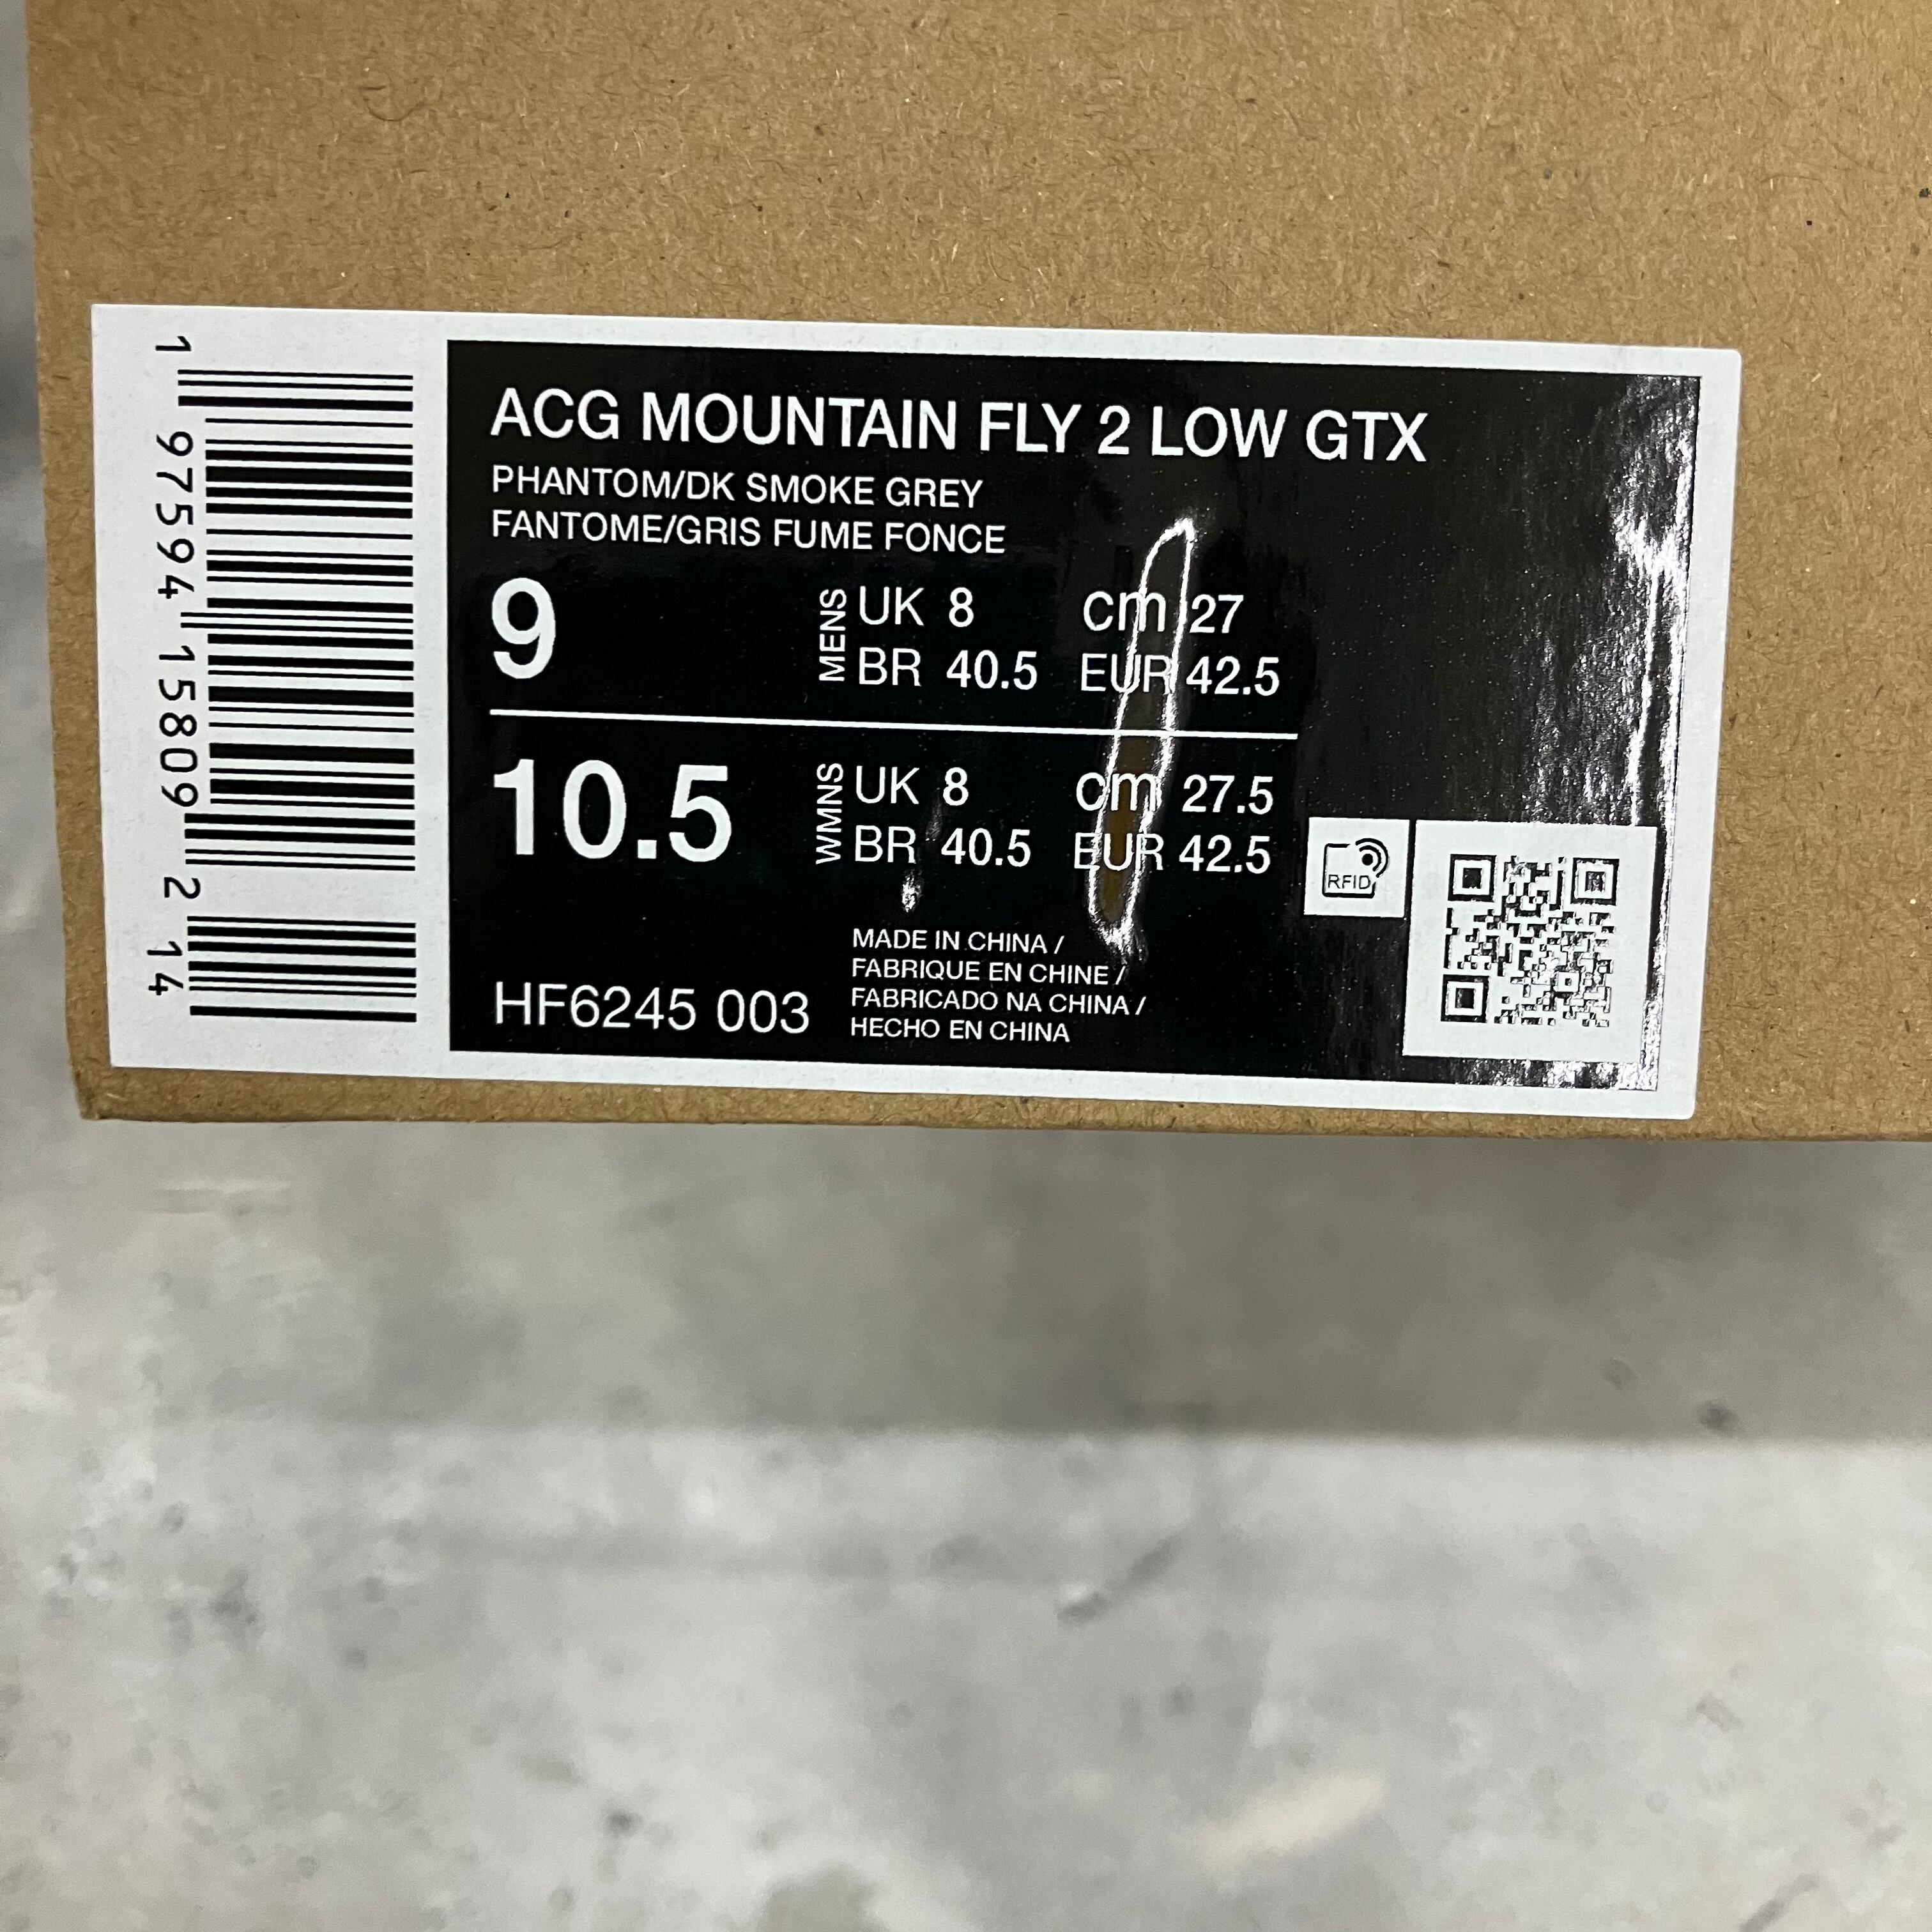 1 97594 15809 2 14
ACG MOUNTAIN FLY 2 LOW GTX
PHANTOM/DK SMOKE GREY
FANTOME/GRIS FUME FONCE
9 MENS UK 8 cm 27
BR 40.5 EUR 42.5
10.5 WMNS UK 8 cm 27.5
BR 40.5 EUR 42.5
RFID
MADE IN CHINA /
FABRIQUE EN CHINE /
FABRICADO NA CHINA /
HECHO EN CHINA
HF6245 003